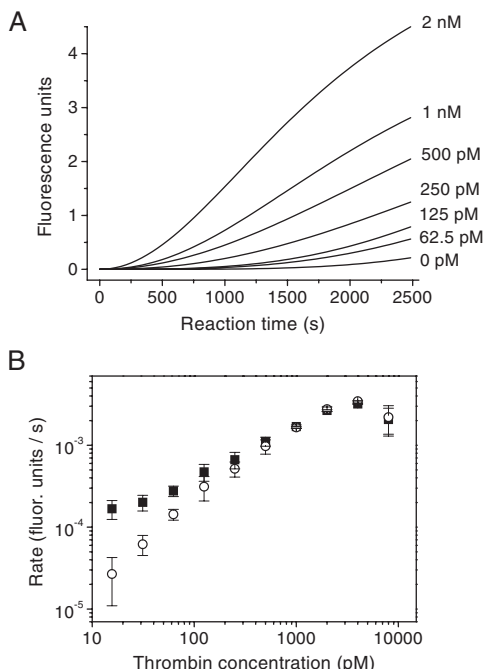 A
Fluorescence units
4
3
2
1
0
2 nM
1 nM
500 pM
250 pM
125 pM
62.5 pM
0 pM
0 500 1000 1500 2000 2500
Reaction time (s)
B
Rate (fluor. units / s)
10⁻³
10⁻⁴
10⁻⁵
10 100 1000 10000
Thrombin concentration (pM)